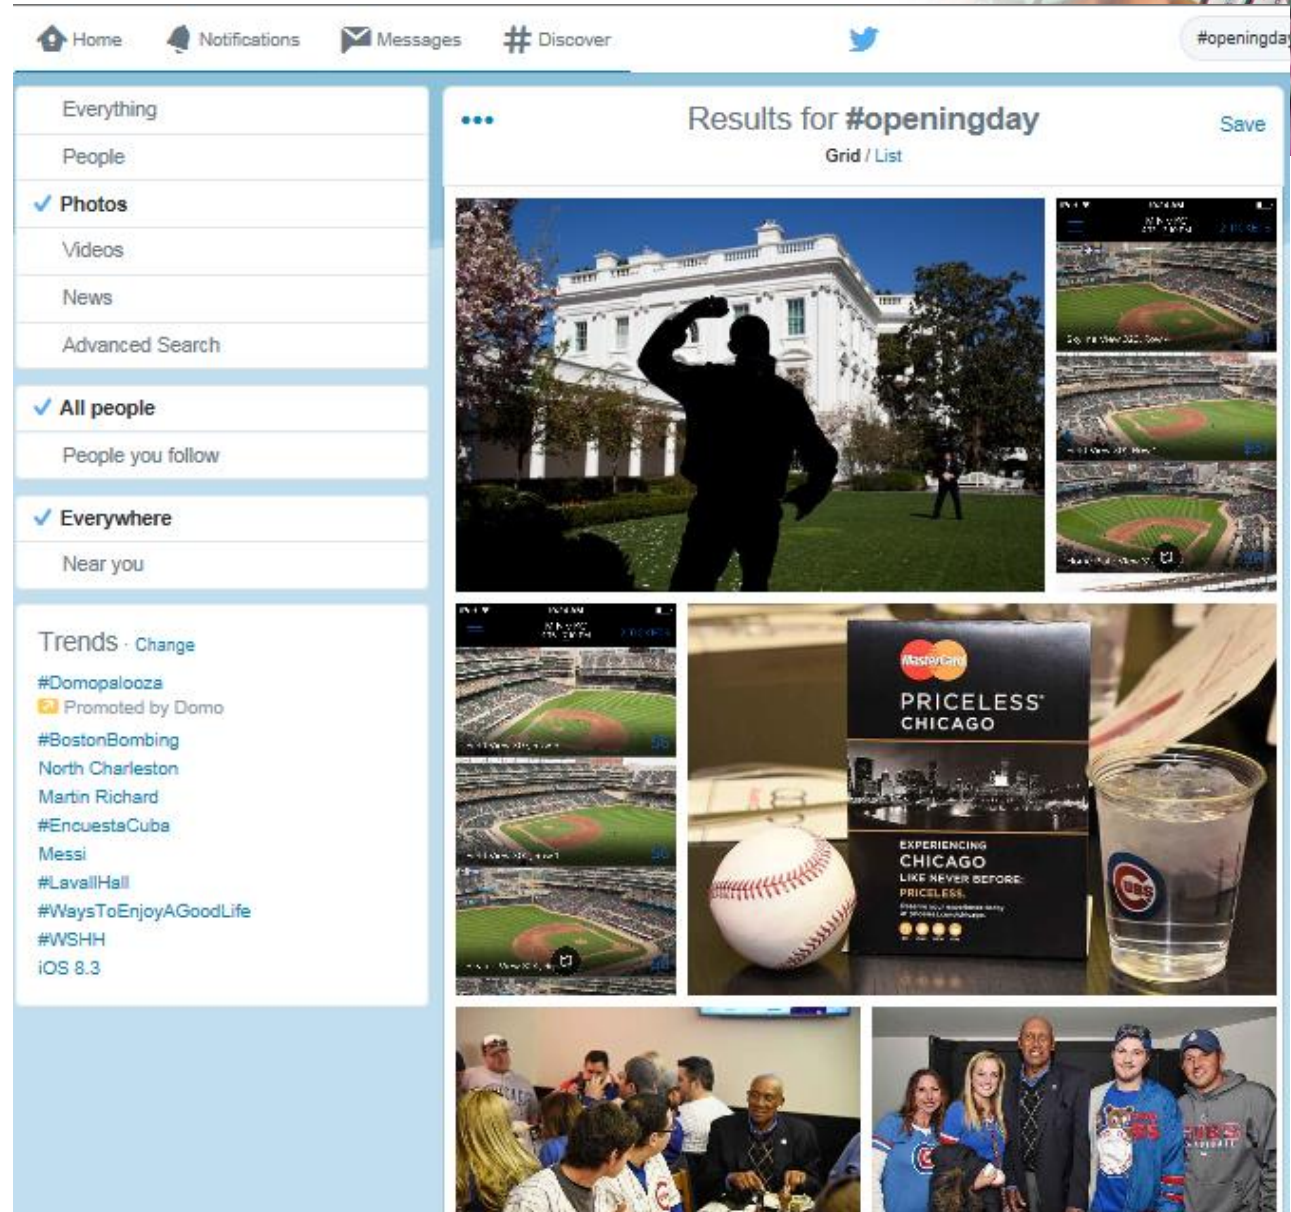 Home Notifications Messages # Discover #openingday
Everything
People
Photos
Videos
News
Advanced Search
All people
People you follow
Everywhere
Near you
Trends · Change
#Domopalooza
Promoted by Domo
#BostonBombing
North Charleston
Martin Richard
#EncuestaCuba
Messi
#LavallHall
#WaysToEnjoyAGoodLife
#WSHH
iOS 8.3
Results for #openingday
Save
Grid / List
MasterCard
PRICELESS
CHICAGO
EXPERIENCING
CHICAGO
LIKE NEVER BEFORE:
PRICELESS.
CUBS